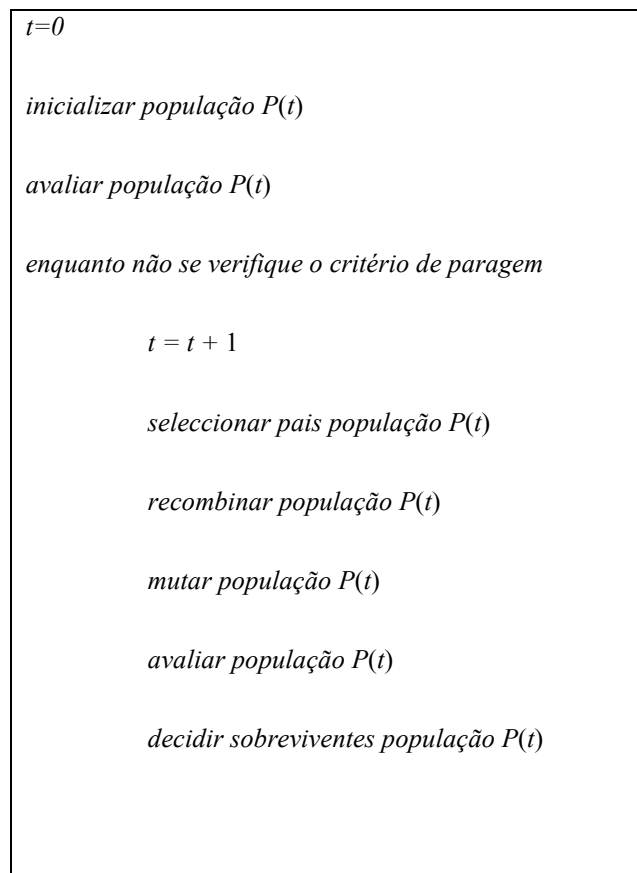 t=0
inicializar população P(t)
avaliar população P(t)
enquanto não se verifique o critério de paragem
t = t + 1
seleccionar pais população P(t)
recombinar população P(t)
mutar população P(t)
avaliar população P(t)
decidir sobreviventes população P(t)